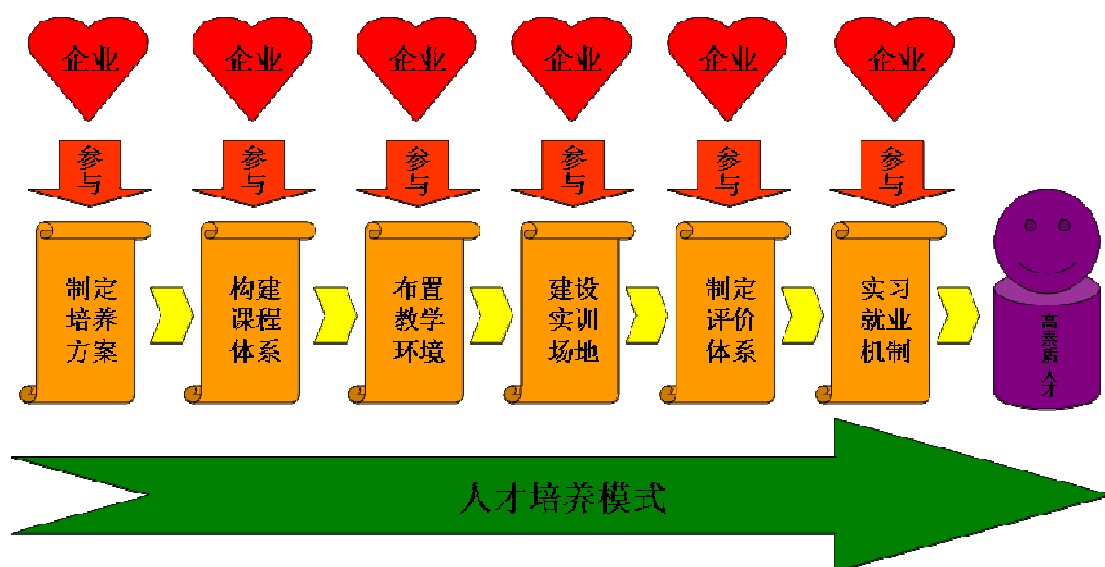 企业
企业
企业
企业
企业
企业
参与
参与
参与
参与
参与
参与
制定
培养
方案
构建
课程
体系
布置
教学
环境
建设
实训
场地
制定
评价
体系
实习
就业
机制
高素质人才
人才培养模式